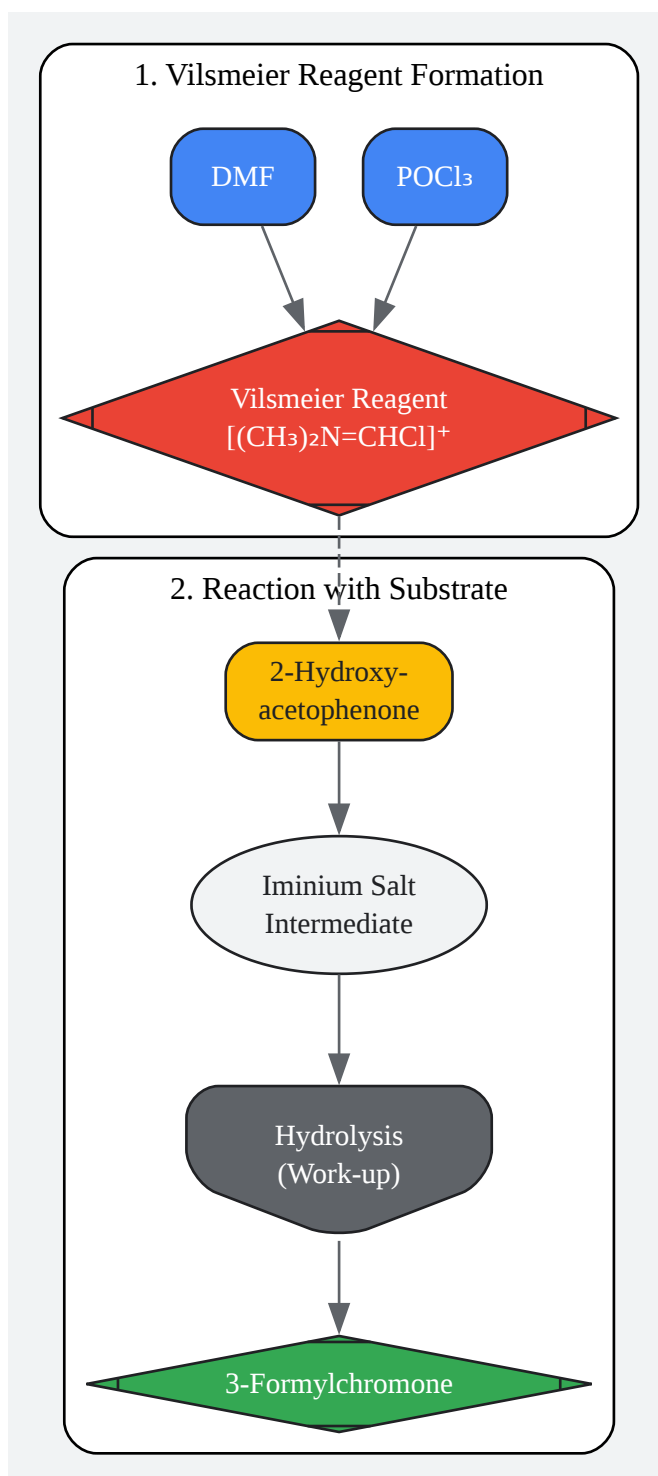 1. Vilsmeier Reagent Formation
DMF
POCl₃
Vilsmeier Reagent
[(CH₃)₂N=CHCl]⁺
2. Reaction with Substrate
2-Hydroxy-
acetophenone
Iminium Salt
Intermediate
Hydrolysis
(Work-up)
3-Formylchromone